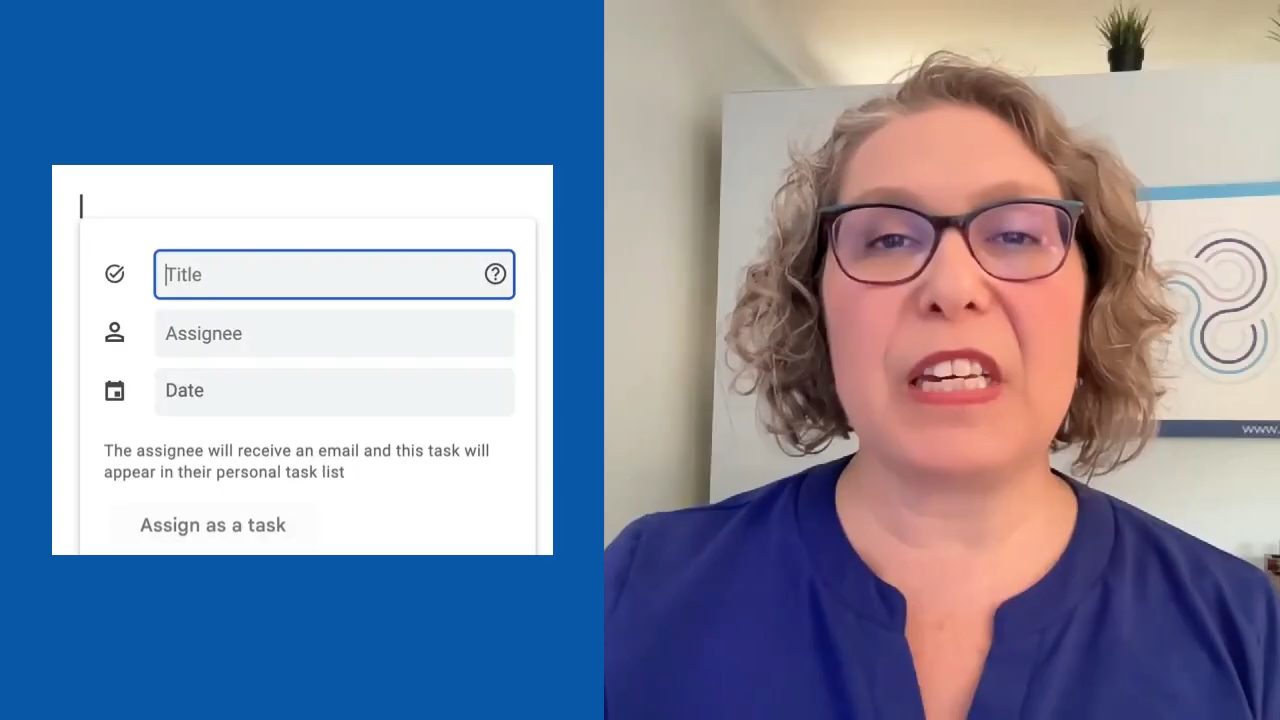 Title
Assignee
Date
The assignee will receive an email and this task will
appear in their personal task list
Assign as a task
www.